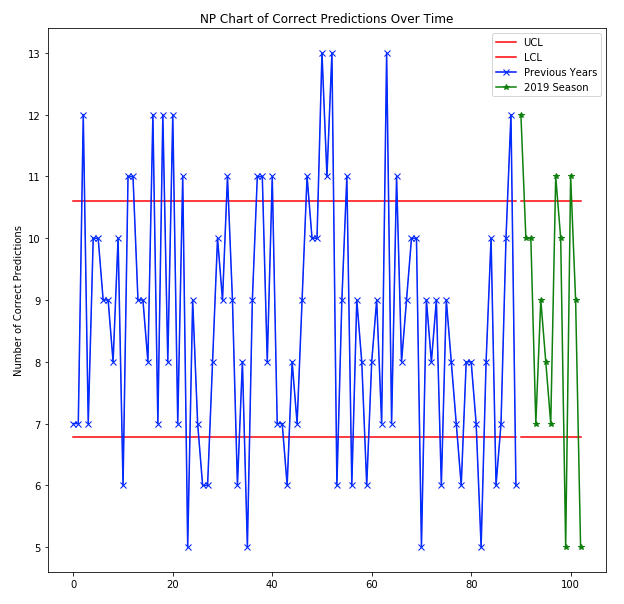 NP Chart of Correct Predictions Over Time
UCL
LCL
Previous Years
2019 Season
Number of Correct Predictions
13
12
11
10
9
8
7
6
5
0
20
40
60
80
100